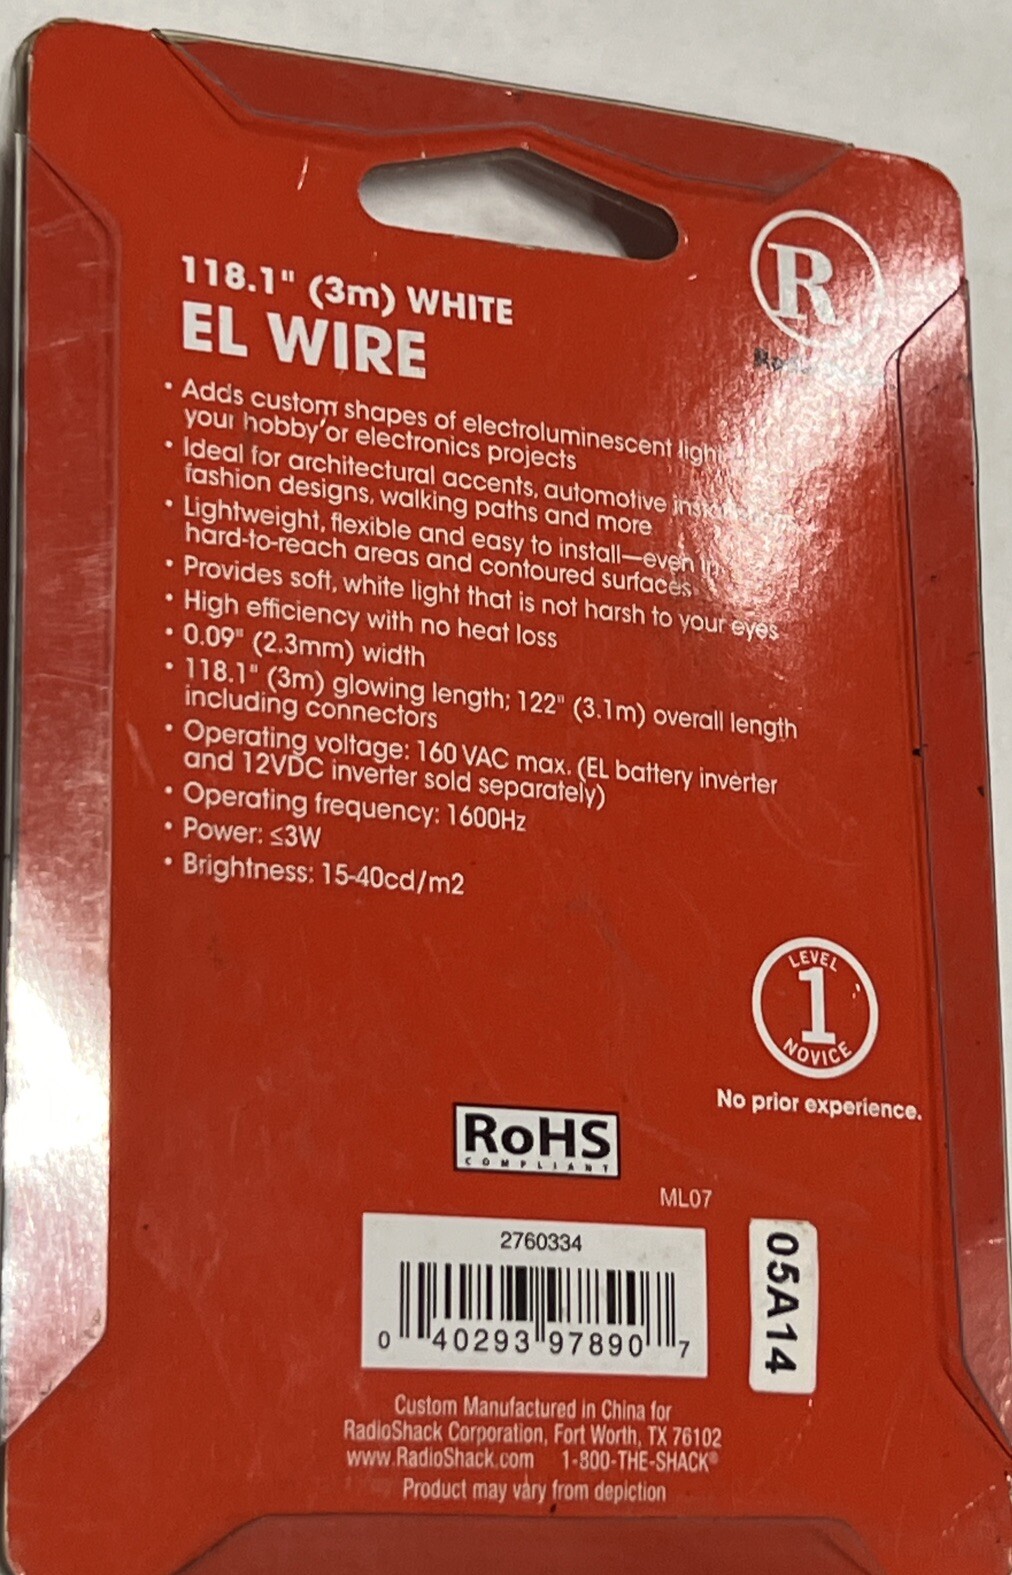 R
118.1" (3m) WHITE
EL WIRE
• Adds custom shapes of electroluminescent
your hobby or electronics projects
• Ideal for architectural accents, automotive
fashion designs, walking paths and more
• Lightweight, flexible and easy to install—even in
hard-to-reach areas and contoured surfaces
• Provides soft, white light that is not harsh to your eyes
• High efficiency with no heat loss
• 0.09" (2.3mm) width
• 118.1" (3m) glowing length; 122" (3.1m) overall length
including connectors
• Operating voltage: 160 VAC max. (EL battery inverter
and 12VDC inverter sold separately)
• Operating frequency: 1600Hz
• Power: ≤3W
• Brightness: 15-40cd/m2
LEVEL
1
NOVICE
No prior experience.
RoHS
COMPLIANT
ML07
2760334
0 40293 97890 7
05A14
Custom Manufactured in China for
RadioShack Corporation, Fort Worth, TX 76102
www.RadioShack.com 1-800-THE-SHACK®
Product may vary from depiction